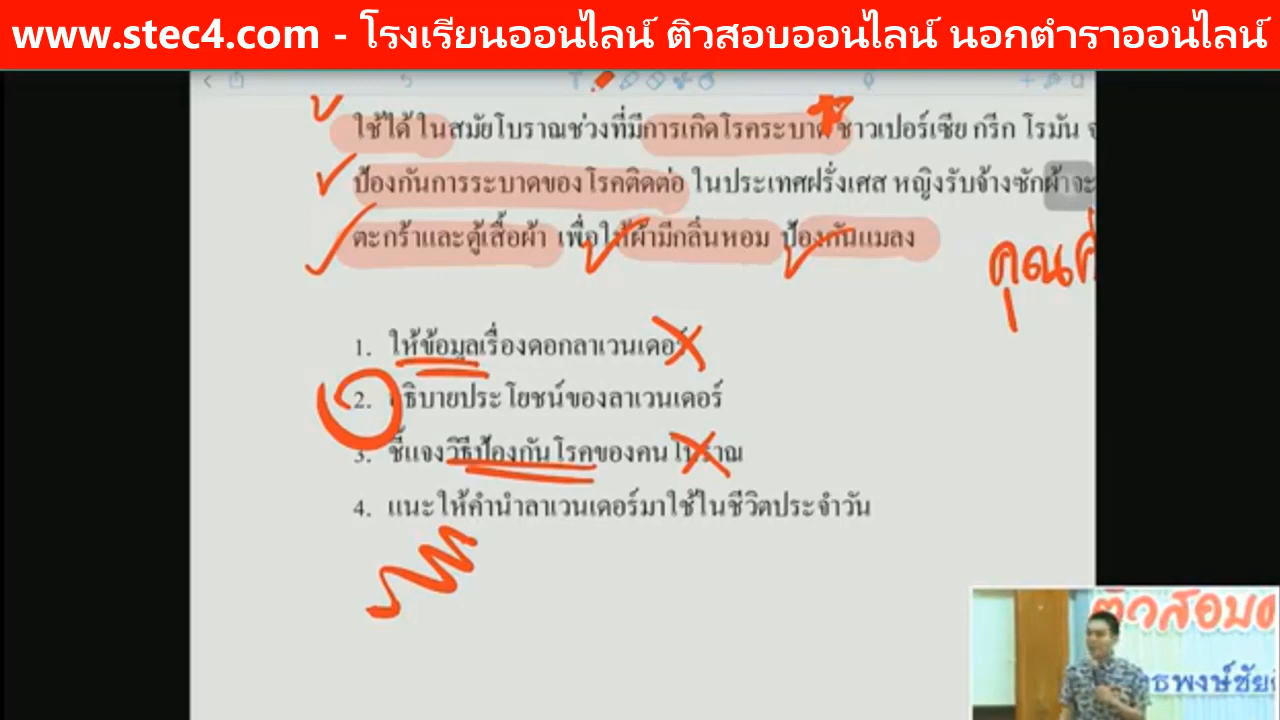 www.stec4.com - โรงเรียนออนไลน์ ติวสอบออนไลน์ นอกตำราออนไลน์
ใช้ได้ ในสมัยโบราณช่วงที่มีการเกิดโรคระบาด ชาวเปอร์เซีย กรีก โรมัน
ป้องกันการระบาดของโรคติดต่อ ในประเทศฝรั่งเศส หญิงรับจ้างซักผ้าจะ
ตะกร้าและตู้เสื้อผ้า เพื่อให้ผ้ามีกลิ่นหอม ป้องกันแมลง
1. ให้ข้อมูลเรื่องดอกลาเวนเดอร์
2. อธิบายประโยชน์ของลาเวนเดอร์
3. ชี้แจงวิธีป้องกันโรคของคนโบราณ
4. แนะให้คำนำลาเวนเดอร์มาใช้ในชีวิตประจำวัน
ติวสอบ